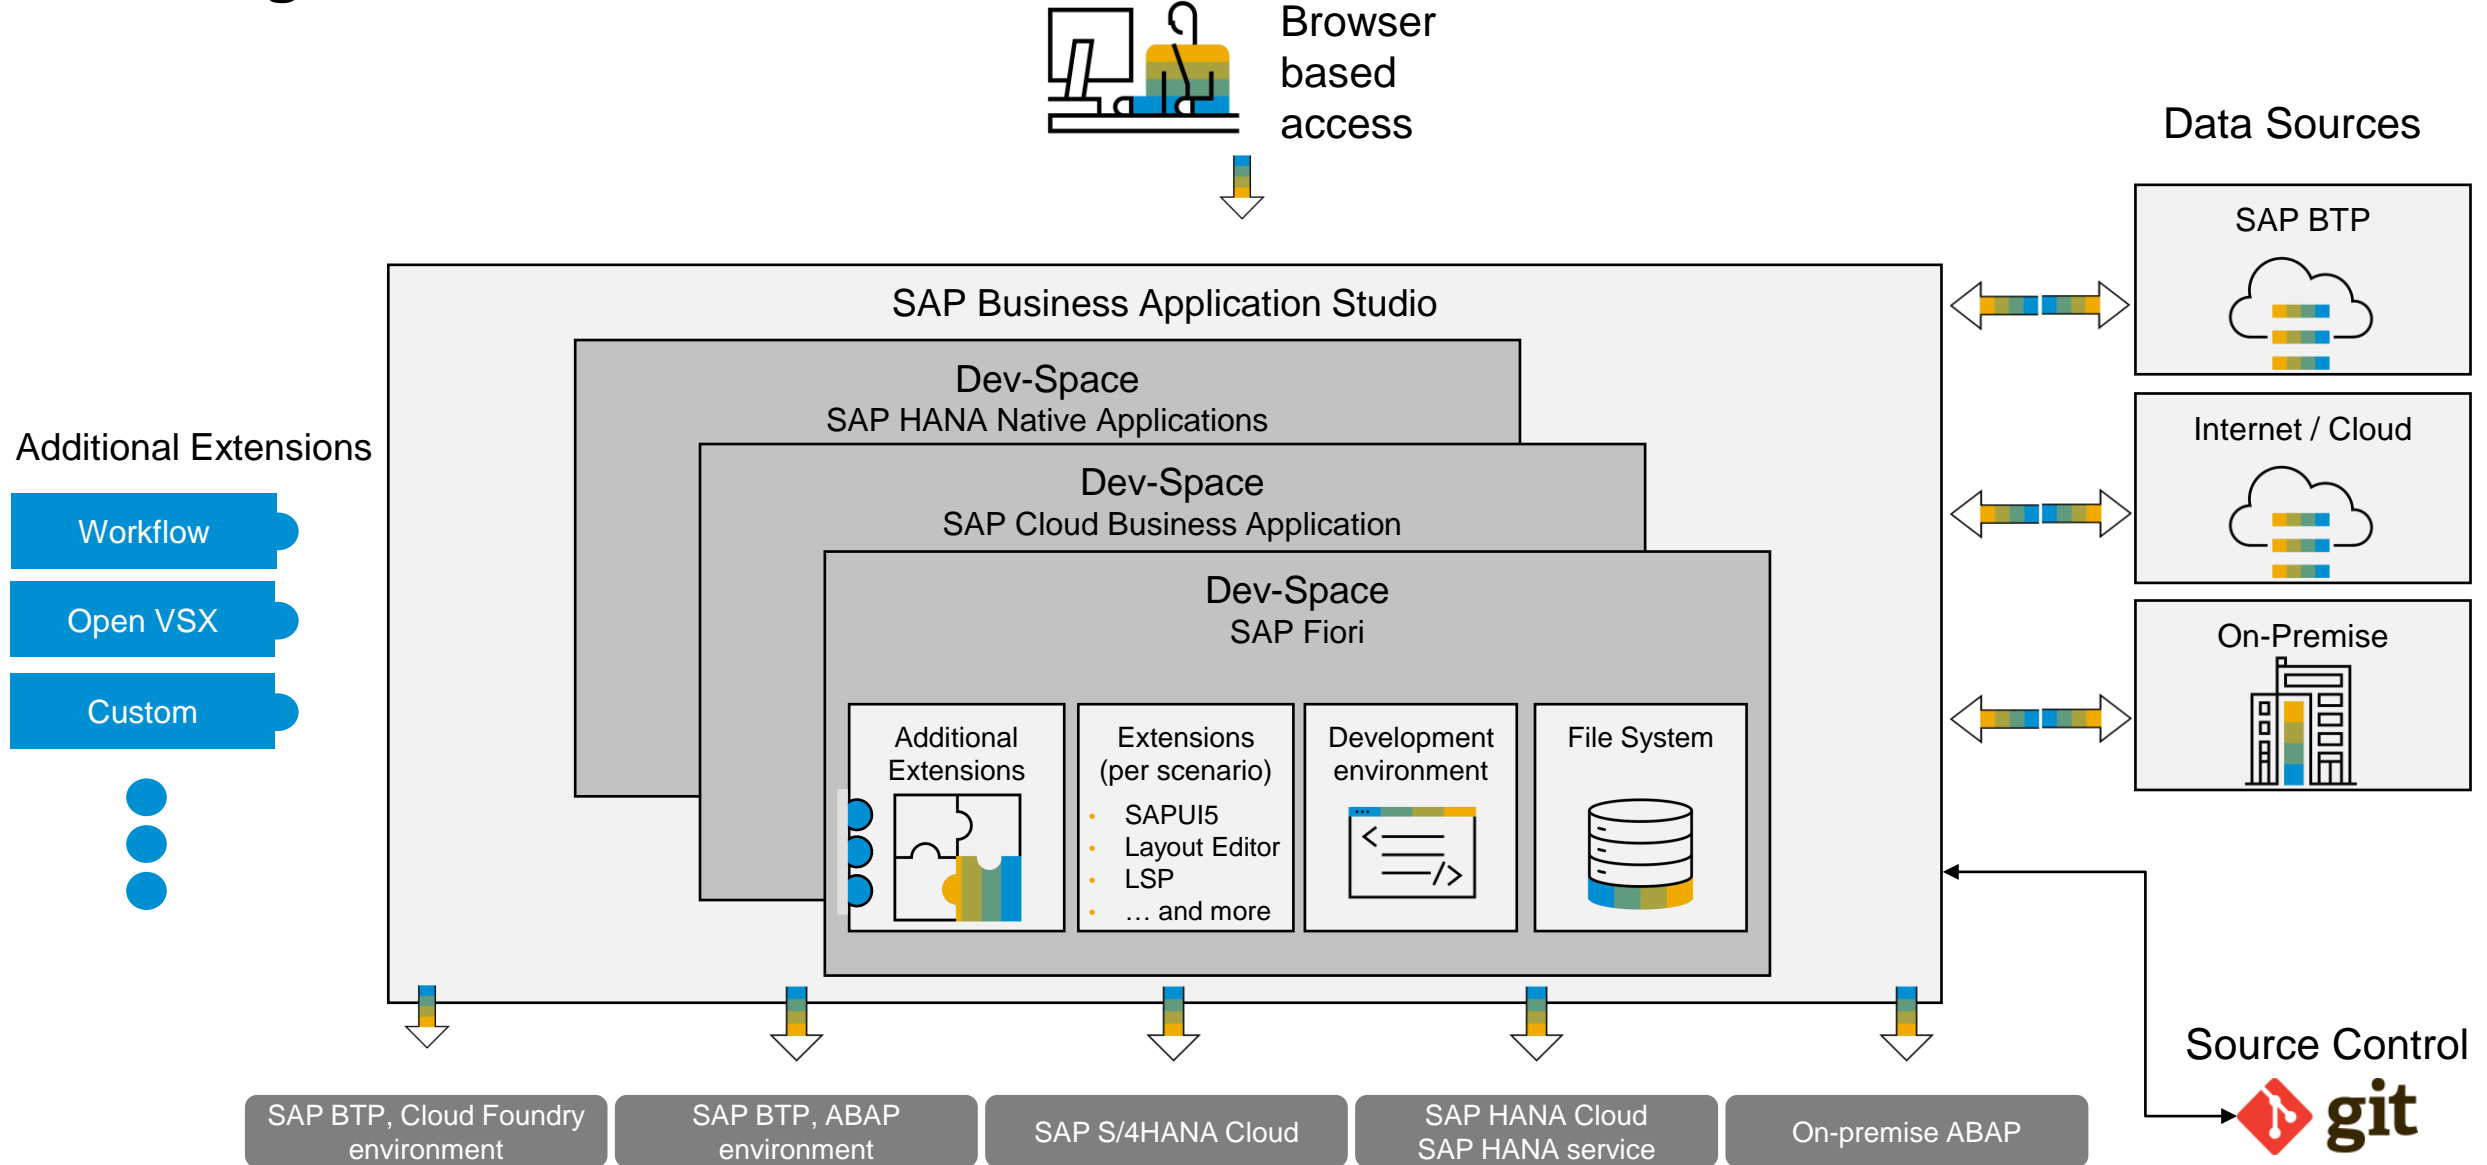 Browser
based
access
Data Sources
SAP BTP
SAP Business Application Studio
Dev-Space
SAP HANA Native Applications
Internet / Cloud
Additional Extensions
Dev-Space
SAP Cloud Business Application
Workflow
Dev-Space
SAP Fiori
Open VSX
On-Premise
Custom
Additional
Extensions
Extensions
(per scenario)
• SAPUI5
• Layout Editor
• LSP
• … and more
Development
environment
File System
Source Control
git
SAP BTP, Cloud Foundry
environment
SAP BTP, ABAP
environment
SAP S/4HANA Cloud
SAP HANA Cloud
SAP HANA service
On-premise ABAP